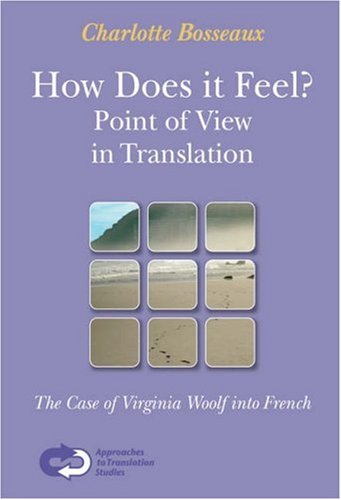 Charlotte Bosseaux
How Does it Feel?
Point of View
in Translation
The Case of Virginia Woolf into French
Approaches
to Translation
Studies